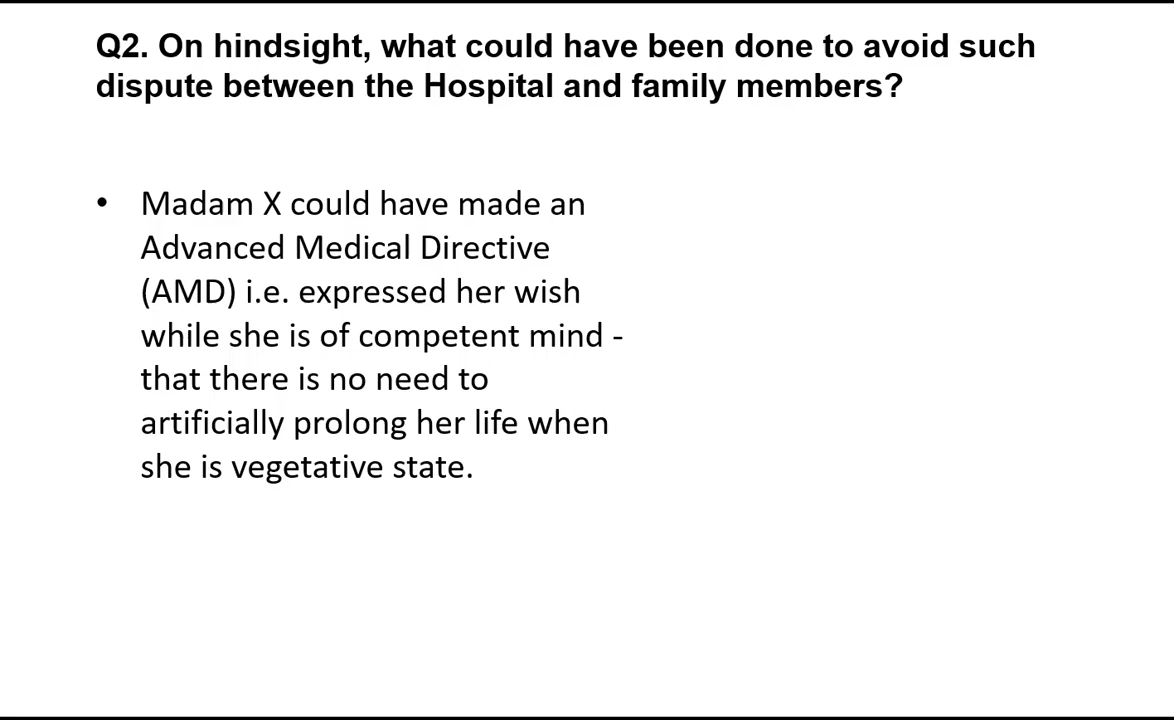 Q2. On hindsight, what could have been done to avoid such
dispute between the Hospital and family members?
• Madam X could have made an
Advanced Medical Directive
(AMD) i.e. expressed her wish
while she is of competent mind -
that there is no need to
artificially prolong her life when
she is vegetative state.